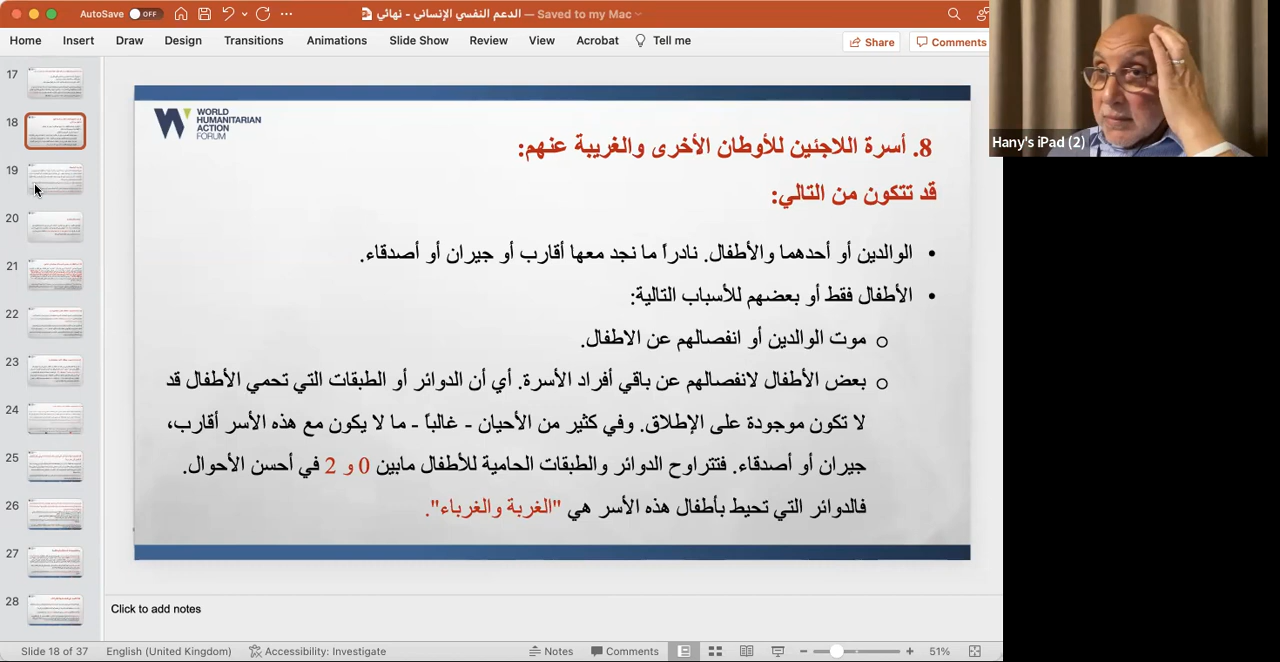 AutoSave OFF الدعم النفسي الإنساني - نهائي — Saved to my Mac
Home Insert Draw Design Transitions Animations Slide Show Review View Acrobat Tell me Share Comments
WORLD
HUMANITARIAN
ACTION
FORUM
8. أسرة اللاجئين للأوطان الأخرى والغريبة عنهم:
قد تتكون من التالي:
• الوالدين أو أحدهما والأطفال. نادراً ما نجد معها أقارب أو جيران أو أصدقاء.
• الأطفال فقط أو بعضهم للأسباب التالية:
o موت الوالدين أو انفصالهم عن الاطفال.
o بعض الأطفال لانفصالهم عن باقي أفراد الأسرة. أي أن الدوائر أو الطبقات التي تحمي الأطفال قد
لا تكون موجودة على الإطلاق. وفي كثير من الأحيان - غالباً - ما لا يكون مع هذه الأسر أقارب،
جيران أو أصدقاء. فتتراوح الدوائر والطبقات الحمية للأطفال مابين 0 و 2 في أحسن الأحوال.
فالدوائر التي تحيط بأطفال هذه الأسر هي "الغربة والغرباء".
Hany's iPad (2)
17
18
19
20
21
22
23
24
25
26
27
28
Click to add notes
Slide 18 of 37 English (United Kingdom) Accessibility: Investigate Notes Comments 51%